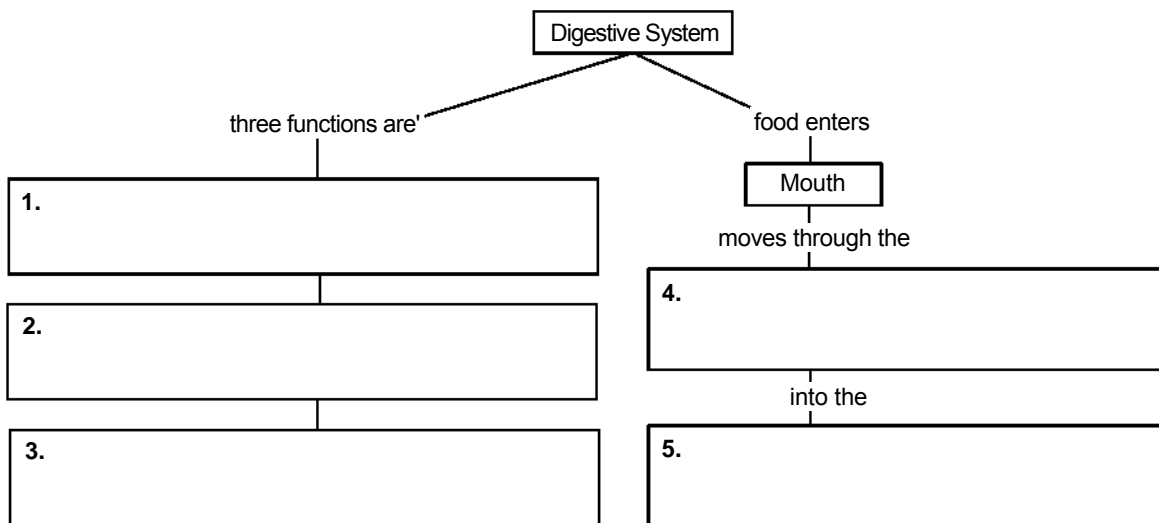 Digestive System
three functions are'
food enters
1.
Mouth
moves through the
2.
4.
into the
3.
5.